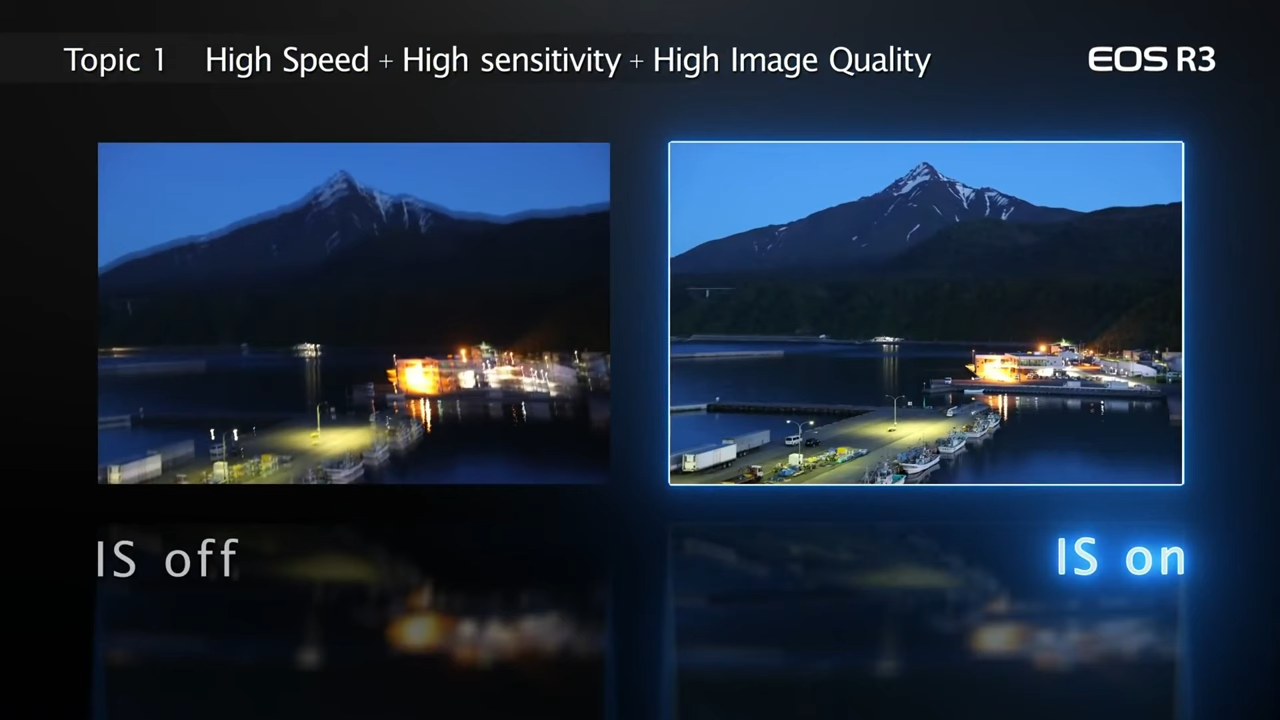 Topic 1 High Speed + High sensitivity + High Image Quality
EOS R3
IS off
IS on